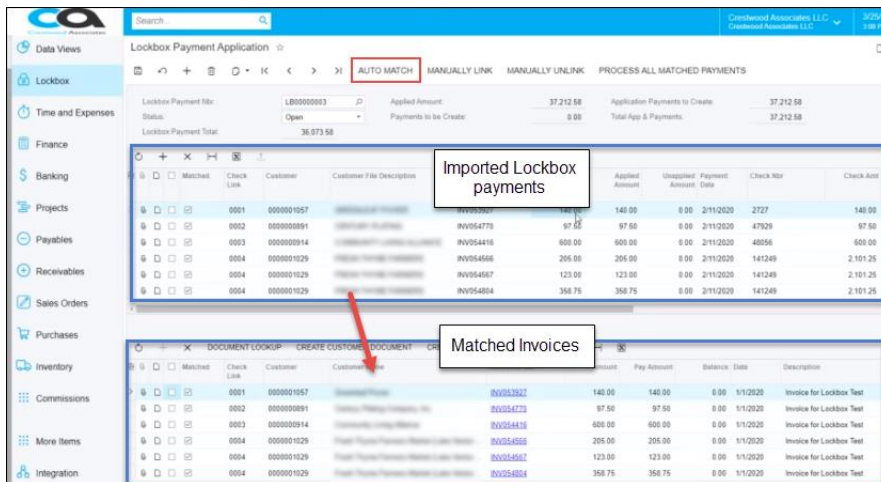 Crestwood Associates
Search...
Crestwood Associates LLC
Crestwood Associates LLC
3/25/
Data Views
Lockbox
Time and Expenses
Finance
Banking
Projects
Payables
Receivables
Sales Orders
Purchases
Inventory
Commissions
More Items
Integration
Lockbox Payment Application
AUTO MATCH MANUALLY LINK MANUALLY UNLINK PROCESS ALL MATCHED PAYMENTS
Lockbox Payment Nbr: LB00000003 Applied Amount: 37,212.58 Application Payments to Create: 37,212.58
Status: Open Payments to be Create: 0.00 Total App & Payments: 37,212.58
Lockbox Payment Total: 36,073.68
Imported Lockbox
payments
Matched Check Link Customer Customer File Description Applied Amount Unapplied Amount Payment Date Check Nbr Check Amt
0001 0000001057 INV053927 140.00 140.00 0.00 2/11/2020 2727 140.00
0002 0000000891 INV054770 97.50 97.50 0.00 2/11/2020 47929 97.50
0003 0000000914 INV054416 600.00 600.00 0.00 2/11/2020 48056 600.00
0004 0000001029 INV054566 205.00 205.00 0.00 2/11/2020 141249 2,101.25
0004 0000001029 INV054567 123.00 123.00 0.00 2/11/2020 141249 2,101.25
0004 0000001029 INV054804 358.75 358.75 0.00 2/11/2020 141249 2,101.25
Matched Invoices
DOCUMENT LOOKUP CREATE CUSTOMER DOCUMENT
Matched Check Link Customer Pay Amount Balance Date Description
0001 0000001057 INV053927 140.00 140.00 0.00 1/1/2020 Invoice for Lockbox Test
0002 0000000891 INV054770 97.50 97.50 0.00 1/1/2020 Invoice for Lockbox Test
0003 0000000914 INV054416 600.00 600.00 0.00 1/1/2020 Invoice for Lockbox Test
0004 0000001029 INV054566 205.00 205.00 0.00 1/1/2020 Invoice for Lockbox Test
0004 0000001029 INV054567 123.00 123.00 0.00 1/1/2020 Invoice for Lockbox Test
0004 0000001029 INV054804 358.75 358.75 0.00 1/1/2020 Invoice for Lockbox Test